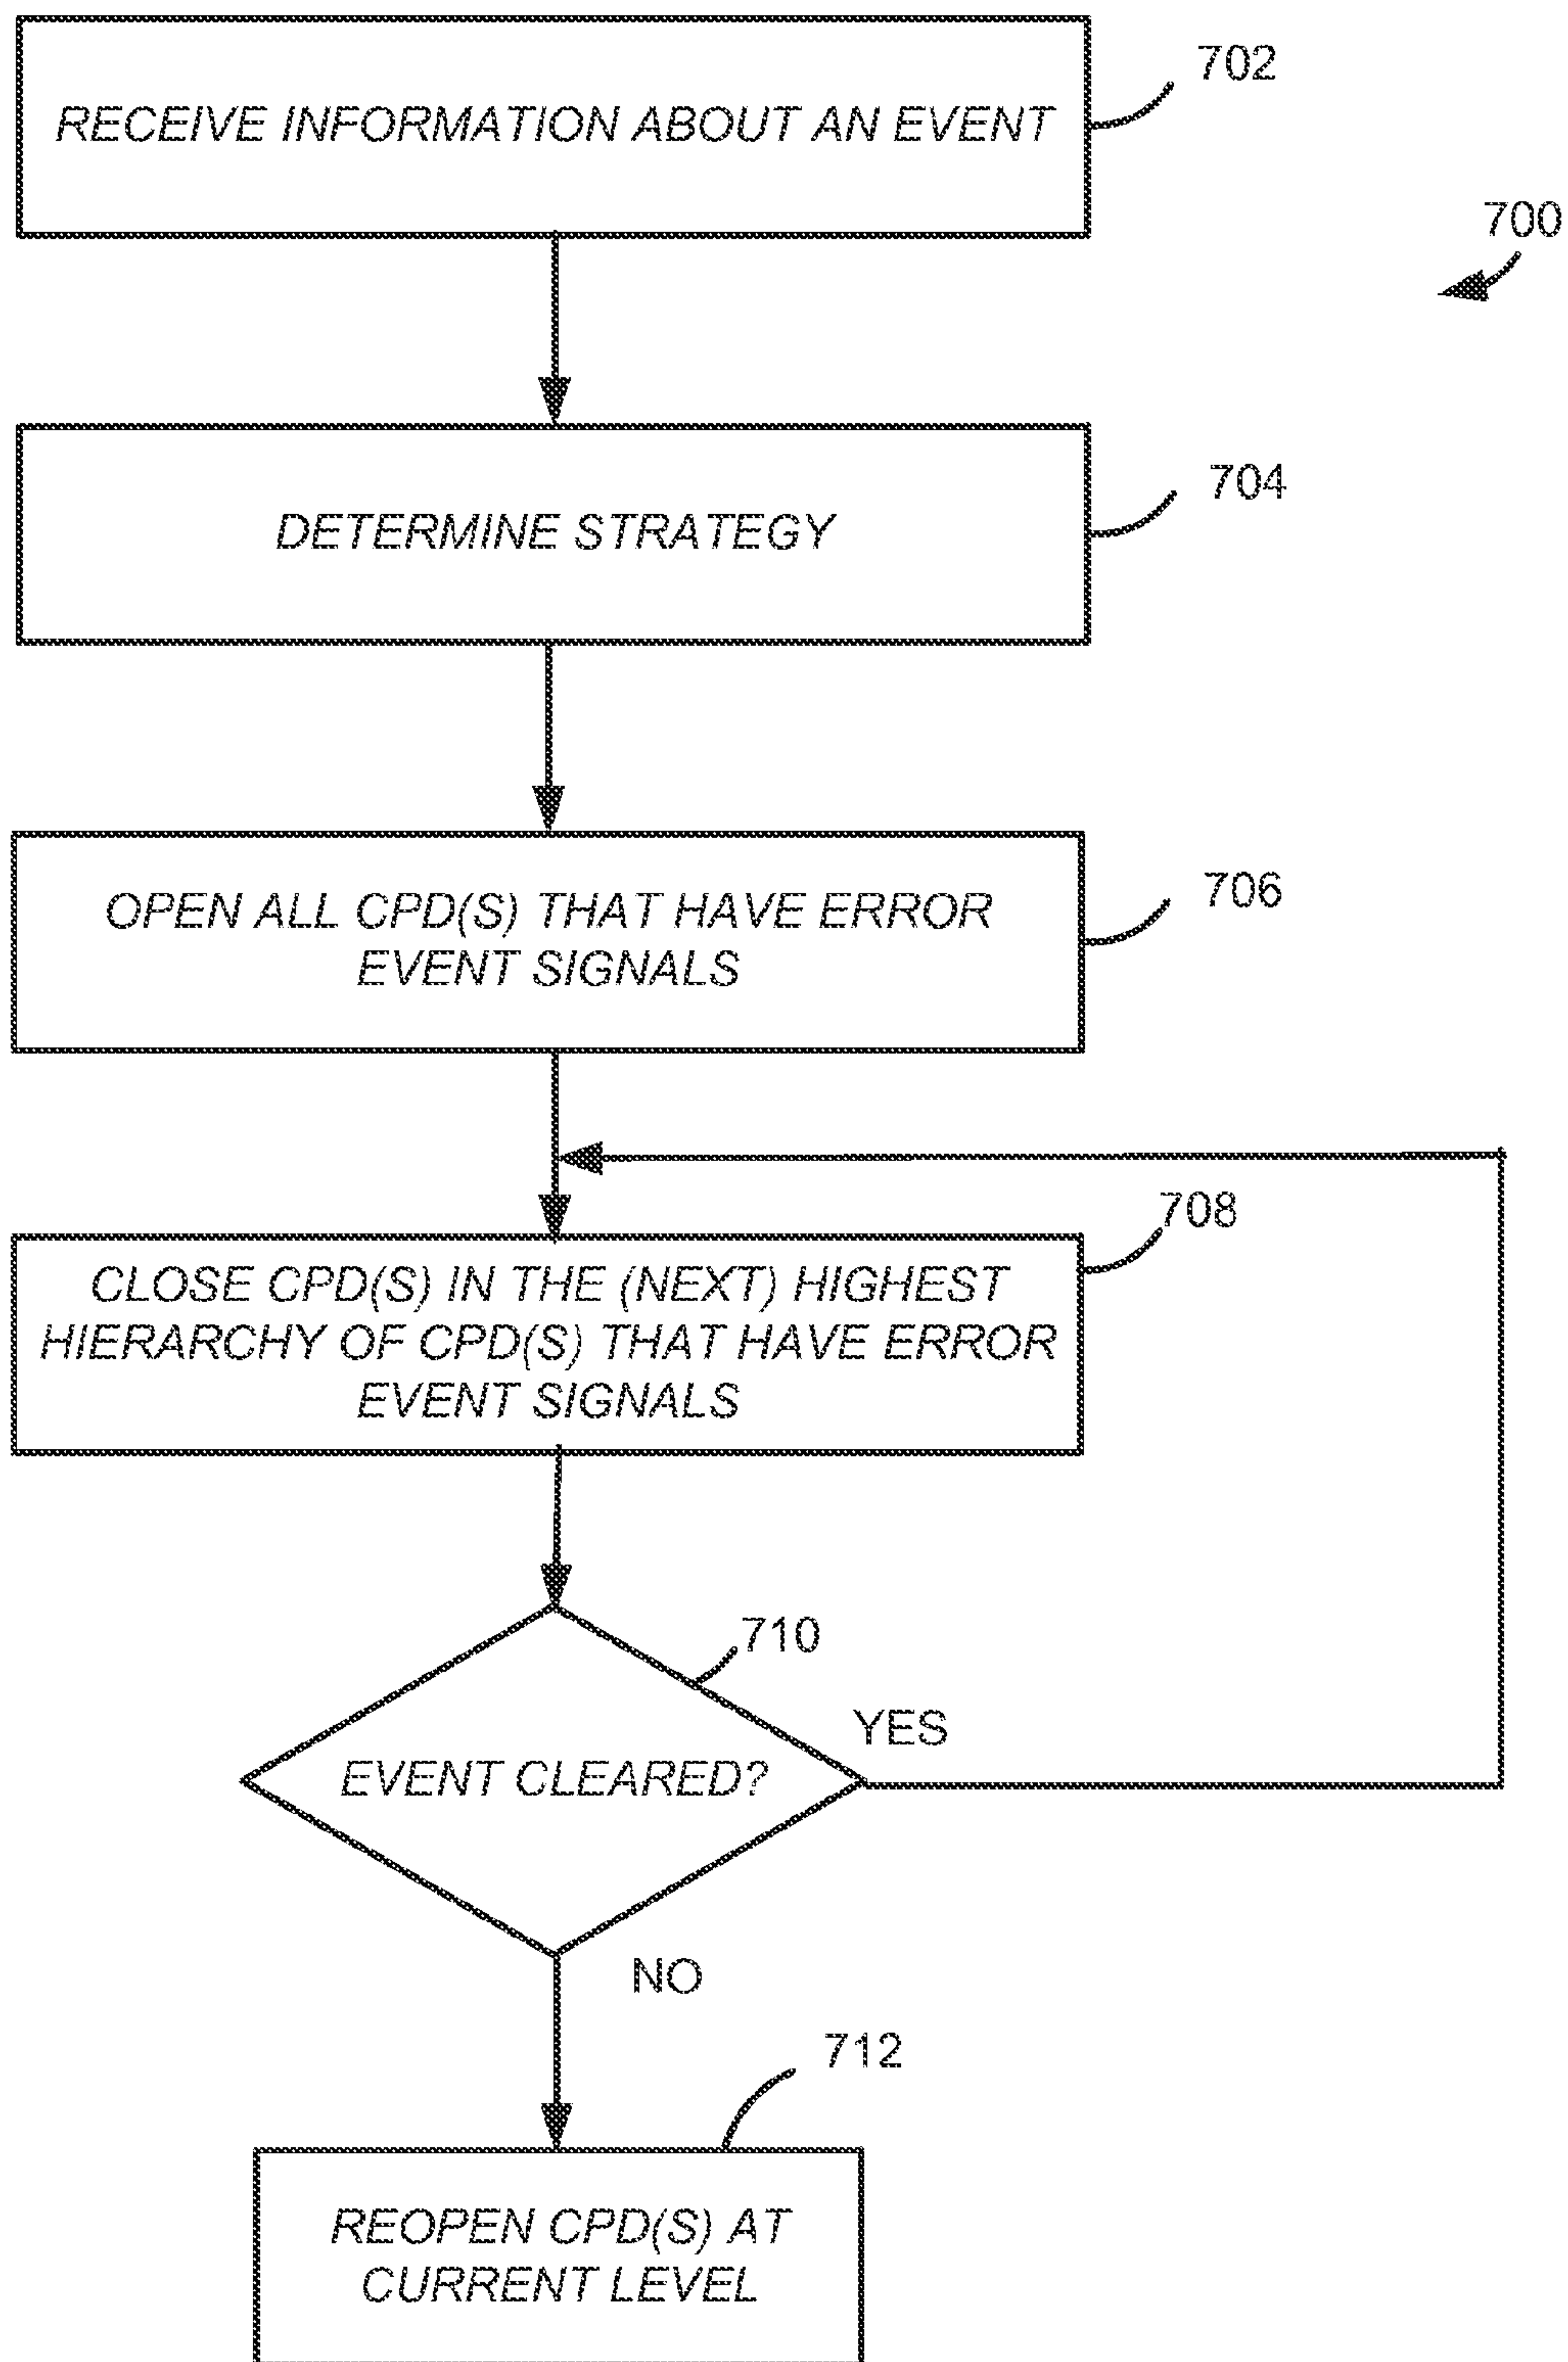 702
RECEIVE INFORMATION ABOUT AN EVENT
700
704
DETERMINE STRATEGY
706
OPEN ALL CPD(S) THAT HAVE ERROR
EVENT SIGNALS
708
CLOSE CPD(S) IN THE (NEXT) HIGHEST
HIERARCHY OF CPD(S) THAT HAVE ERROR
EVENT SIGNALS
710
YES
EVENT CLEARED?
NO
712
REOPEN CPD(S) AT
CURRENT LEVEL